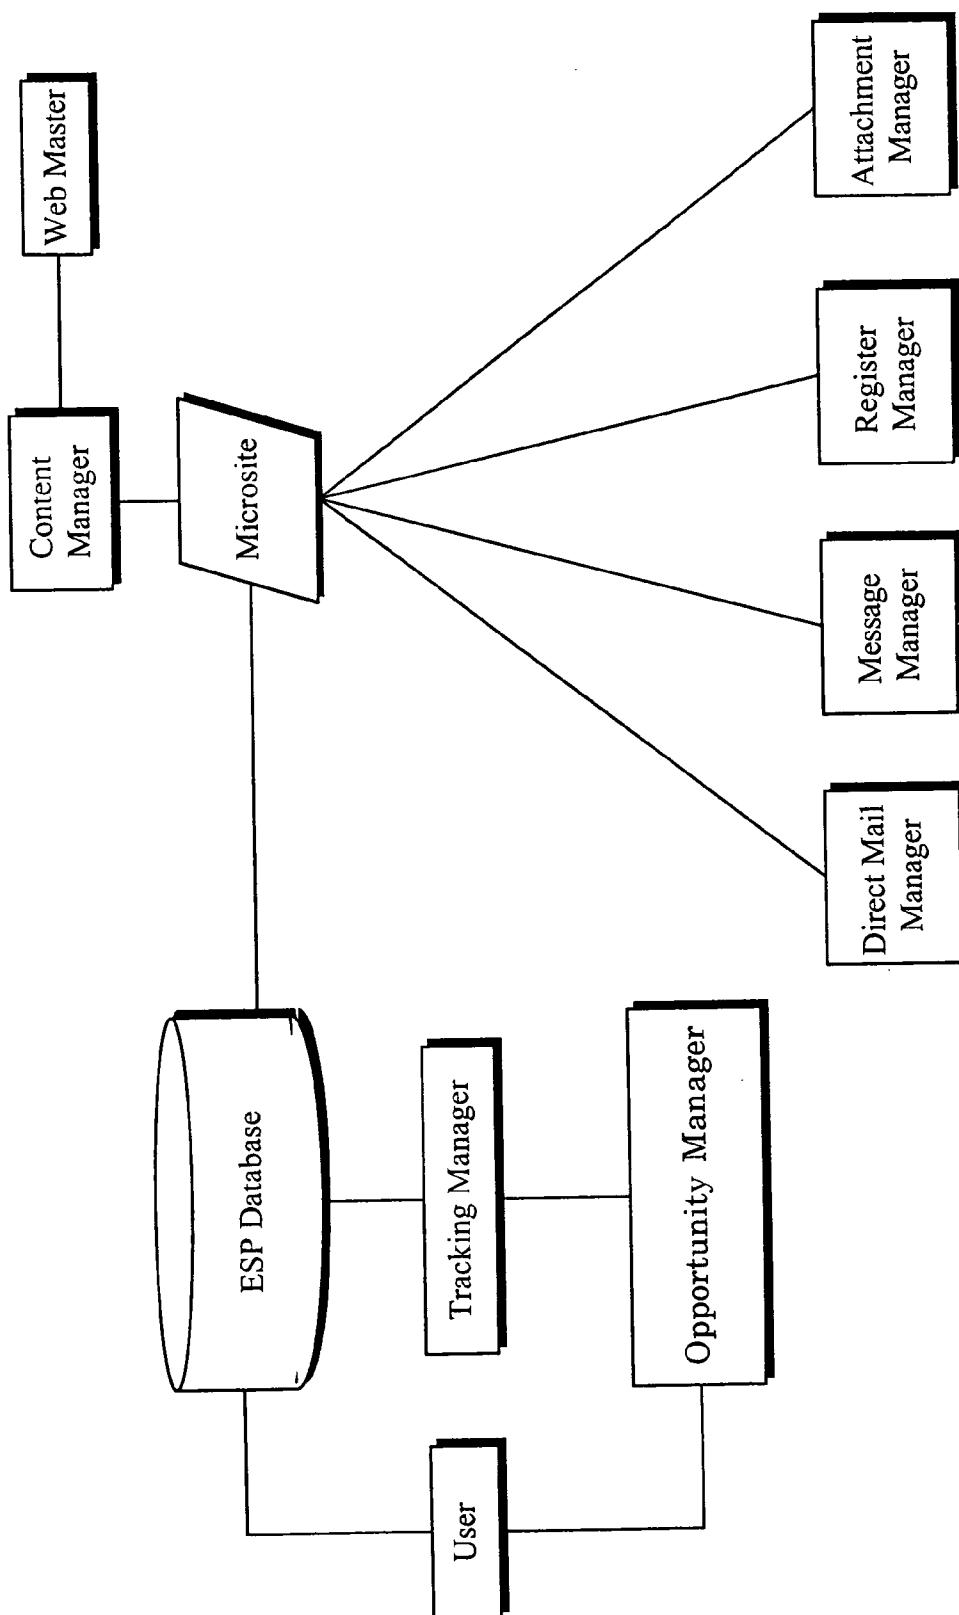 Content
Manager
Web Master
ESP Database
Microsite
User
Tracking Manager
Opportunity Manager
Direct Mail
Manager
Message
Manager
Register
Manager
Attachment
Manager